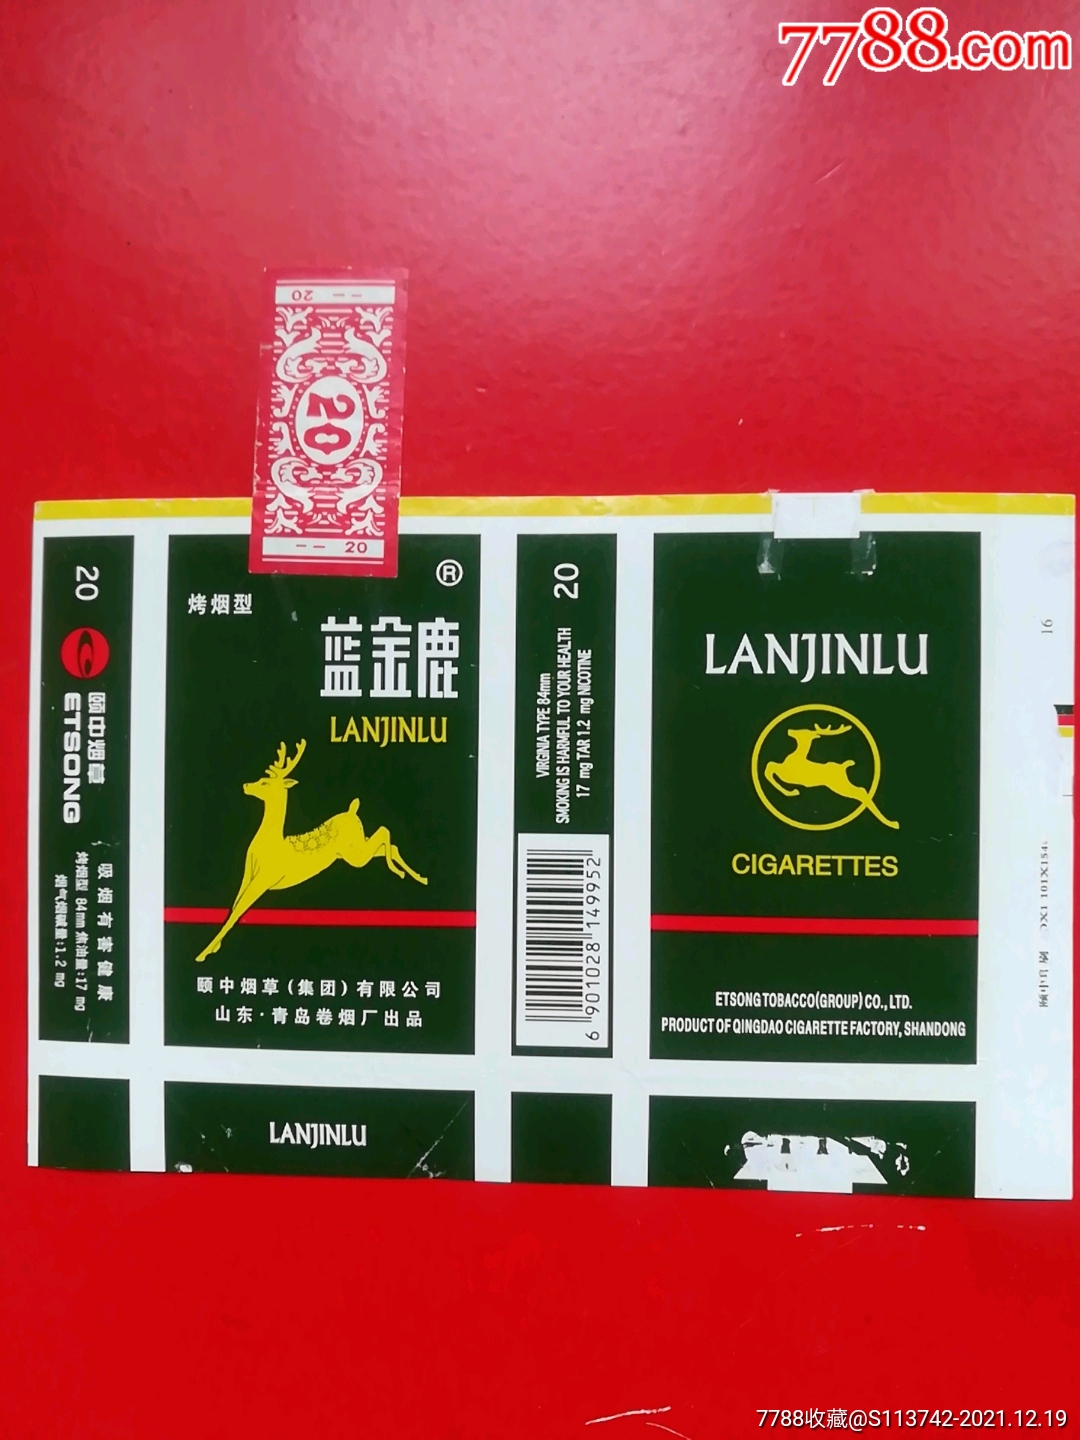 7788.com
20
20
20
20
颐中烟草
ETSONG
吸烟有害健康
烤烟型 84mm 焦油量:17 mg
烟气烟碱量:1.2 mg
®
烤烟型
蓝金鹿
LANJINLU
颐中烟草(集团)有限公司
山东·青岛卷烟厂出品
LANJINLU
20
VIRGINIA TYPE 84mm
SMOKING IS HARMFUL TO YOUR HEALTH
17 mg TAR 1.2 mg NICOTINE
6 901028 149952
LANJINLU
CIGARETTES
ETSONG TOBACCO(GROUP) CO., LTD.
PRODUCT OF QINGDAO CIGARETTE FACTORY, SHANDONG
16
7788收藏@S113742-2021.12.19